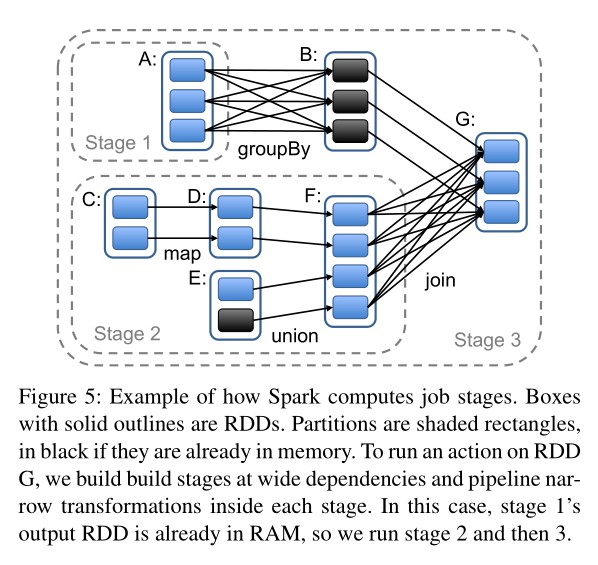 A:
B:
G:
Stage 1
groupBy
C:
D:
F:
map
E:
join
Stage 2
union
Stage 3
Figure 5: Example of how Spark computes job stages. Boxes
with solid outlines are RDDs. Partitions are shaded rectangles,
in black if they are already in memory. To run an action on RDD
G, we build build stages at wide dependencies and pipeline nar-
row transformations inside each stage. In this case, stage 1’s
output RDD is already in RAM, so we run stage 2 and then 3.